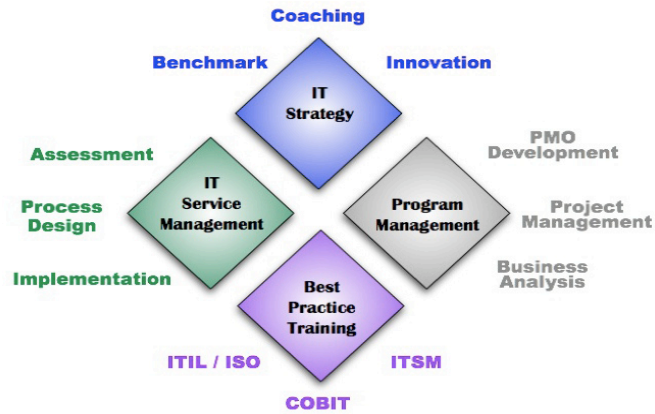 Coaching
Benchmark
Innovation
IT
Strategy
Assessment
Process
Design
Implementation
IT
Service
Management
Program
Management
PMO
Development
Project
Management
Business
Analysis
Best
Practice
Training
ITIL / ISO
ITSM
COBIT